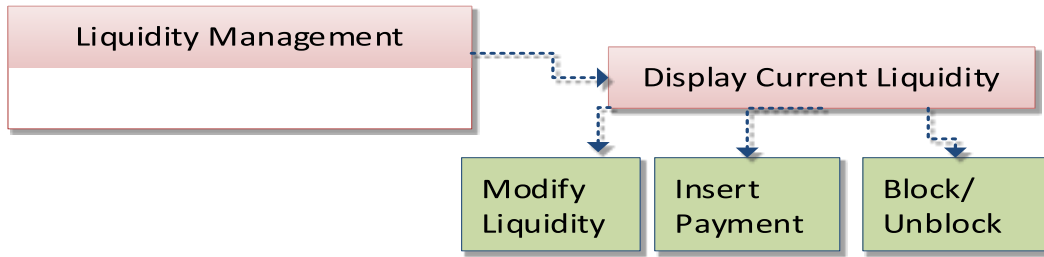 Liquidity Management
Display Current Liquidity
Modify
Liquidity
Insert
Payment
Block/
Unblock